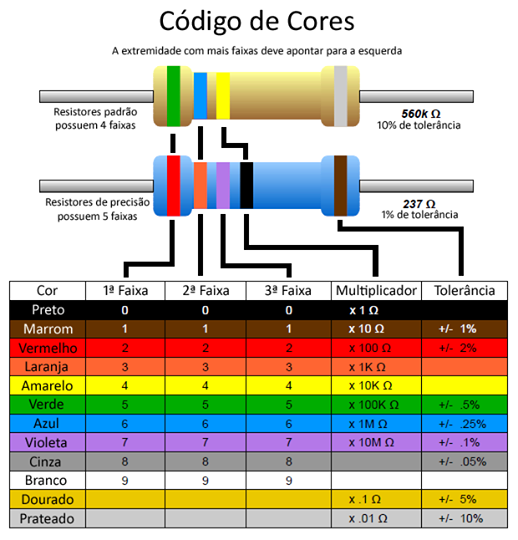 Código de Cores
A extremidade com mais faixas deve apontar para a esquerda
Resistores padrão
possuem 4 faixas
560k Ω
10% de tolerância
Resistores de precisão
possuem 5 faixas
237 Ω
1% de tolerância
Cor 1ª Faixa 2ª Faixa 3ª Faixa Multiplicador Tolerância
Preto 0 0 0 x 1 Ω
Marrom 1 1 1 x 10 Ω +/- 1%
Vermelho 2 2 2 x 100 Ω +/- 2%
Laranja 3 3 3 x 1K Ω
Amarelo 4 4 4 x 10K Ω
Verde 5 5 5 x 100K Ω +/- .5%
Azul 6 6 6 x 1M Ω +/- .25%
Violeta 7 7 7 x 10M Ω +/- .1%
Cinza 8 8 8 +/- .05%
Branco 9 9 9
Dourado x .1 Ω +/- 5%
Prateado x .01 Ω +/- 10%